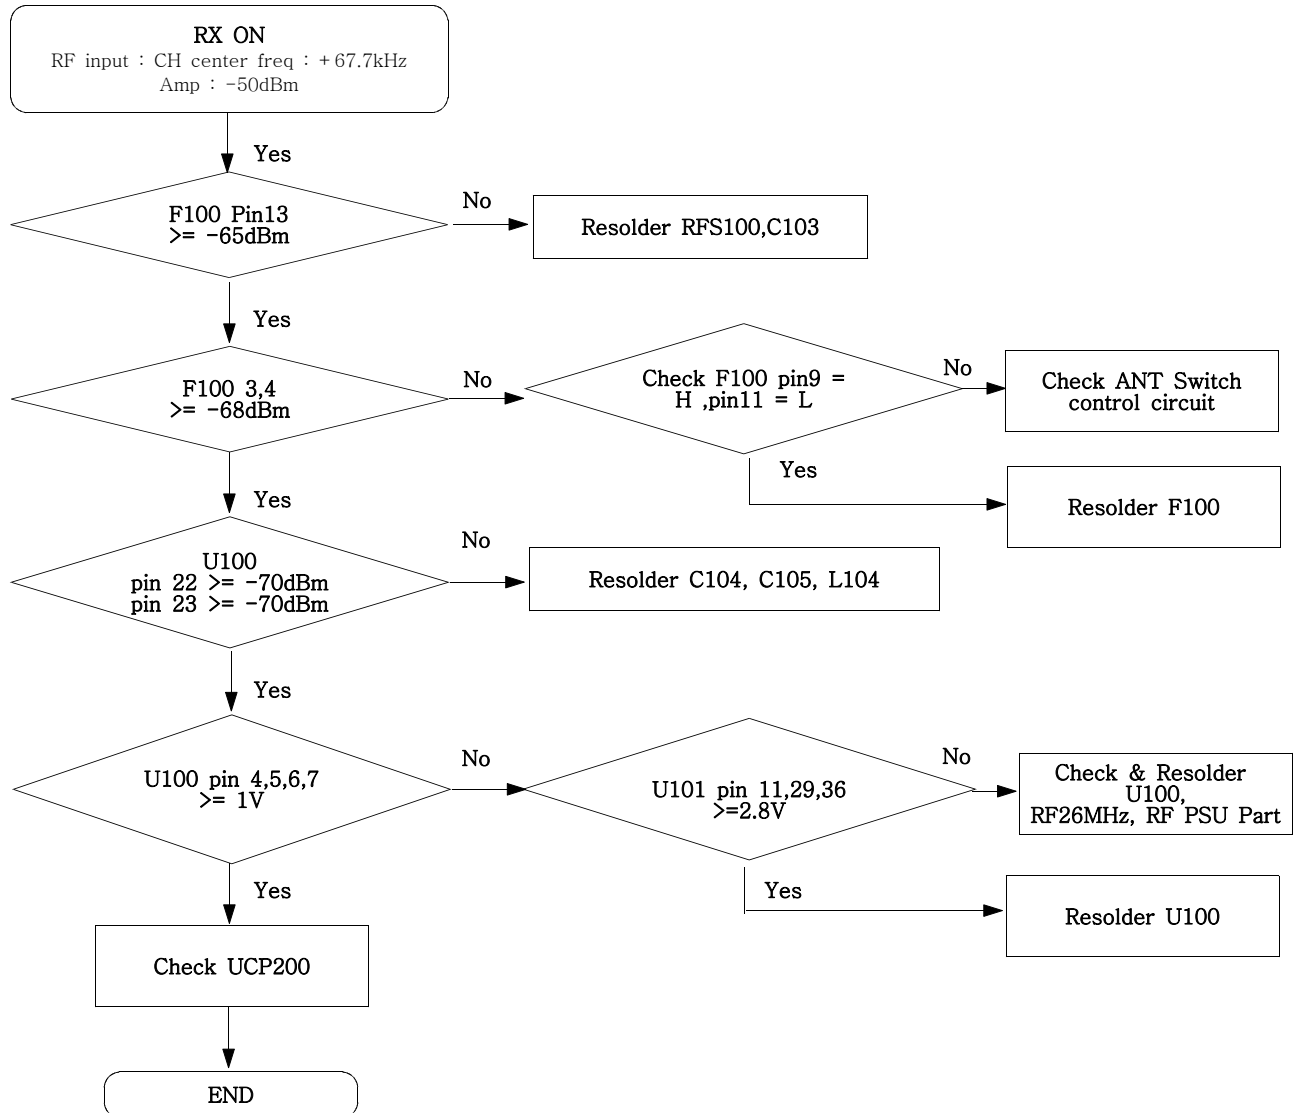 RX ON
RF input : CH center freq : +67.7kHz
Amp : -50dBm
Yes
F100 Pin13
>= -65dBm
No
Resolder RFS100,C103
Yes
F100 3,4
>= -68dBm
No
Check F100 pin9 =
H ,pin11 = L
No
Check ANT Switch
control circuit
Yes
Resolder F100
Yes
U100
pin 22 >= -70dBm
pin 23 >= -70dBm
No
Resolder C104, C105, L104
Yes
U100 pin 4,5,6,7
>= 1V
No
U101 pin 11,29,36
>=2.8V
No
Check & Resolder
U100,
RF26MHz, RF PSU Part
Yes
Resolder U100
Yes
Check UCP200
END